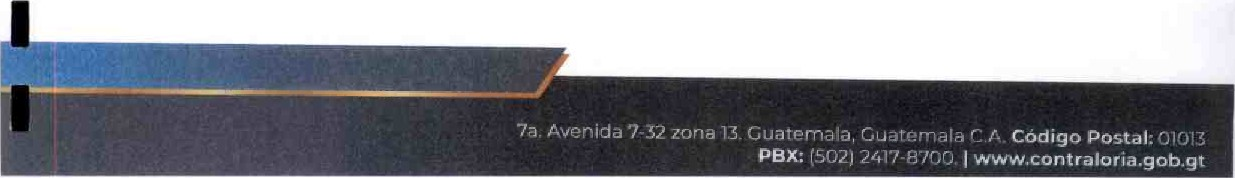 7a. Avenida 7-32 zona 13. Guatemala, Guatemala C.A. Código Postal: 01013
PBX: (502) 2417-8700. | www.contraloria.gob.gt